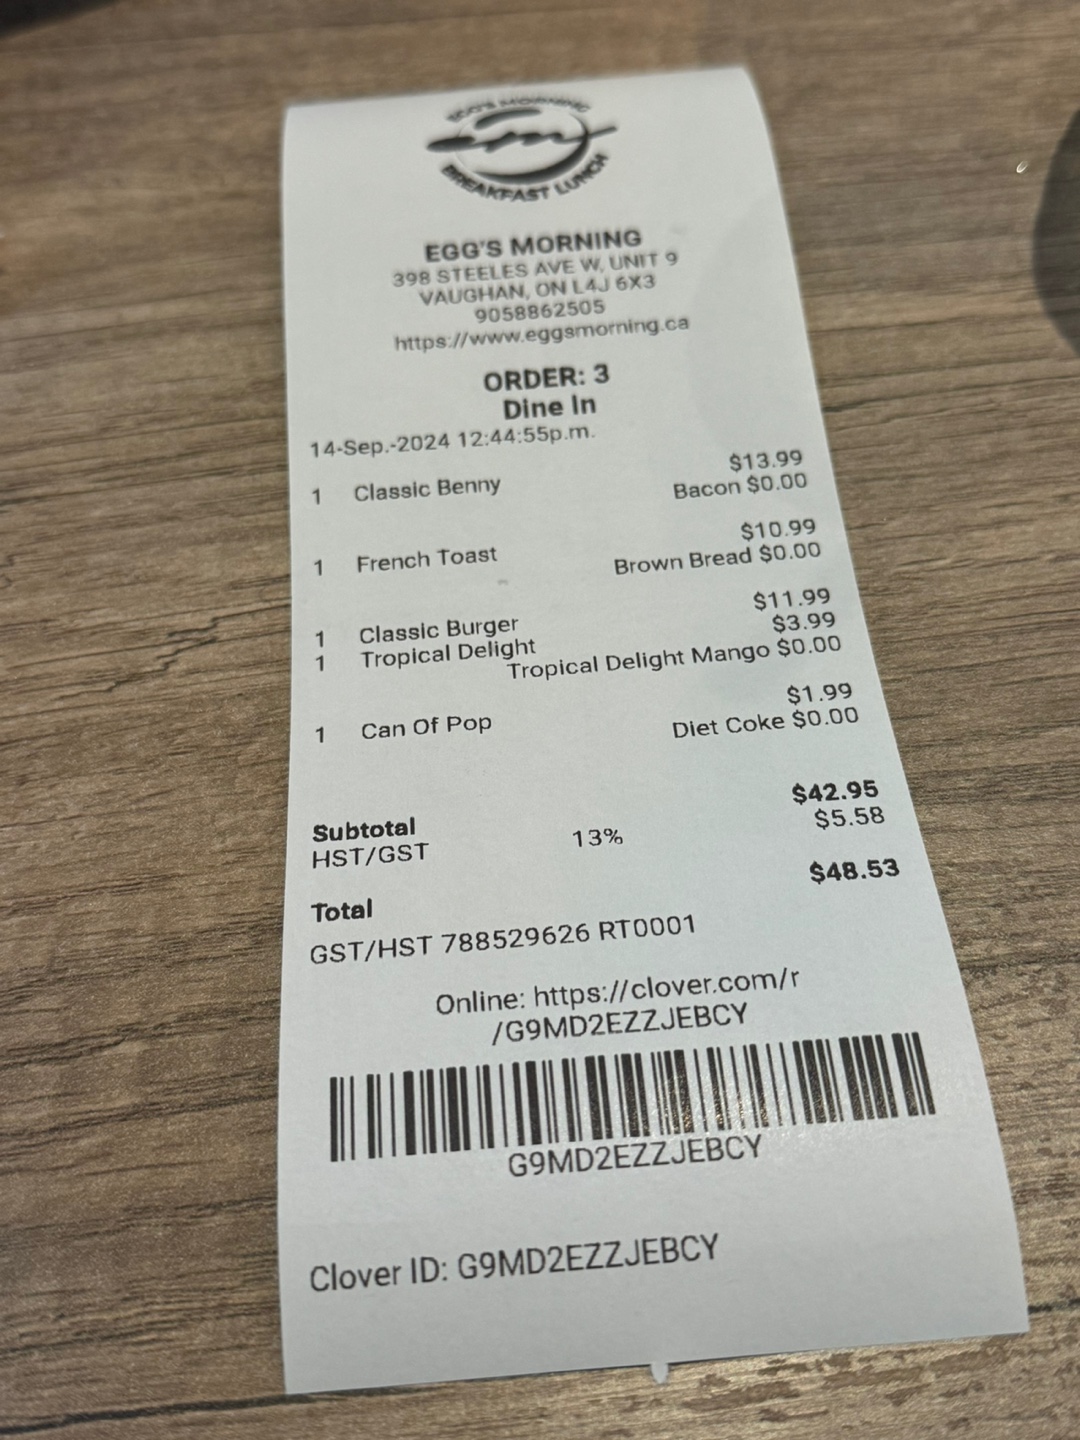 EGG'S MORNING
em
BREAKFAST LUNCH
EGG'S MORNING
398 STEELES AVE W, UNIT 9
VAUGHAN, ON L4J 6X3
9058862505
https://www.eggsmorning.ca
ORDER: 3
Dine In
14-Sep.-2024 12:44:55p.m.
1 Classic Benny $13.99
Bacon $0.00
1 French Toast $10.99
Brown Bread $0.00
1 Classic Burger $11.99
1 Tropical Delight $3.99
Tropical Delight Mango $0.00
1 Can Of Pop $1.99
Diet Coke $0.00
Subtotal $42.95
HST/GST 13% $5.58
Total $48.53
GST/HST 788529626 RT0001
Online: https://clover.com/r
/G9MD2EZZJEBCY
G9MD2EZZJEBCY
Clover ID: G9MD2EZZJEBCY